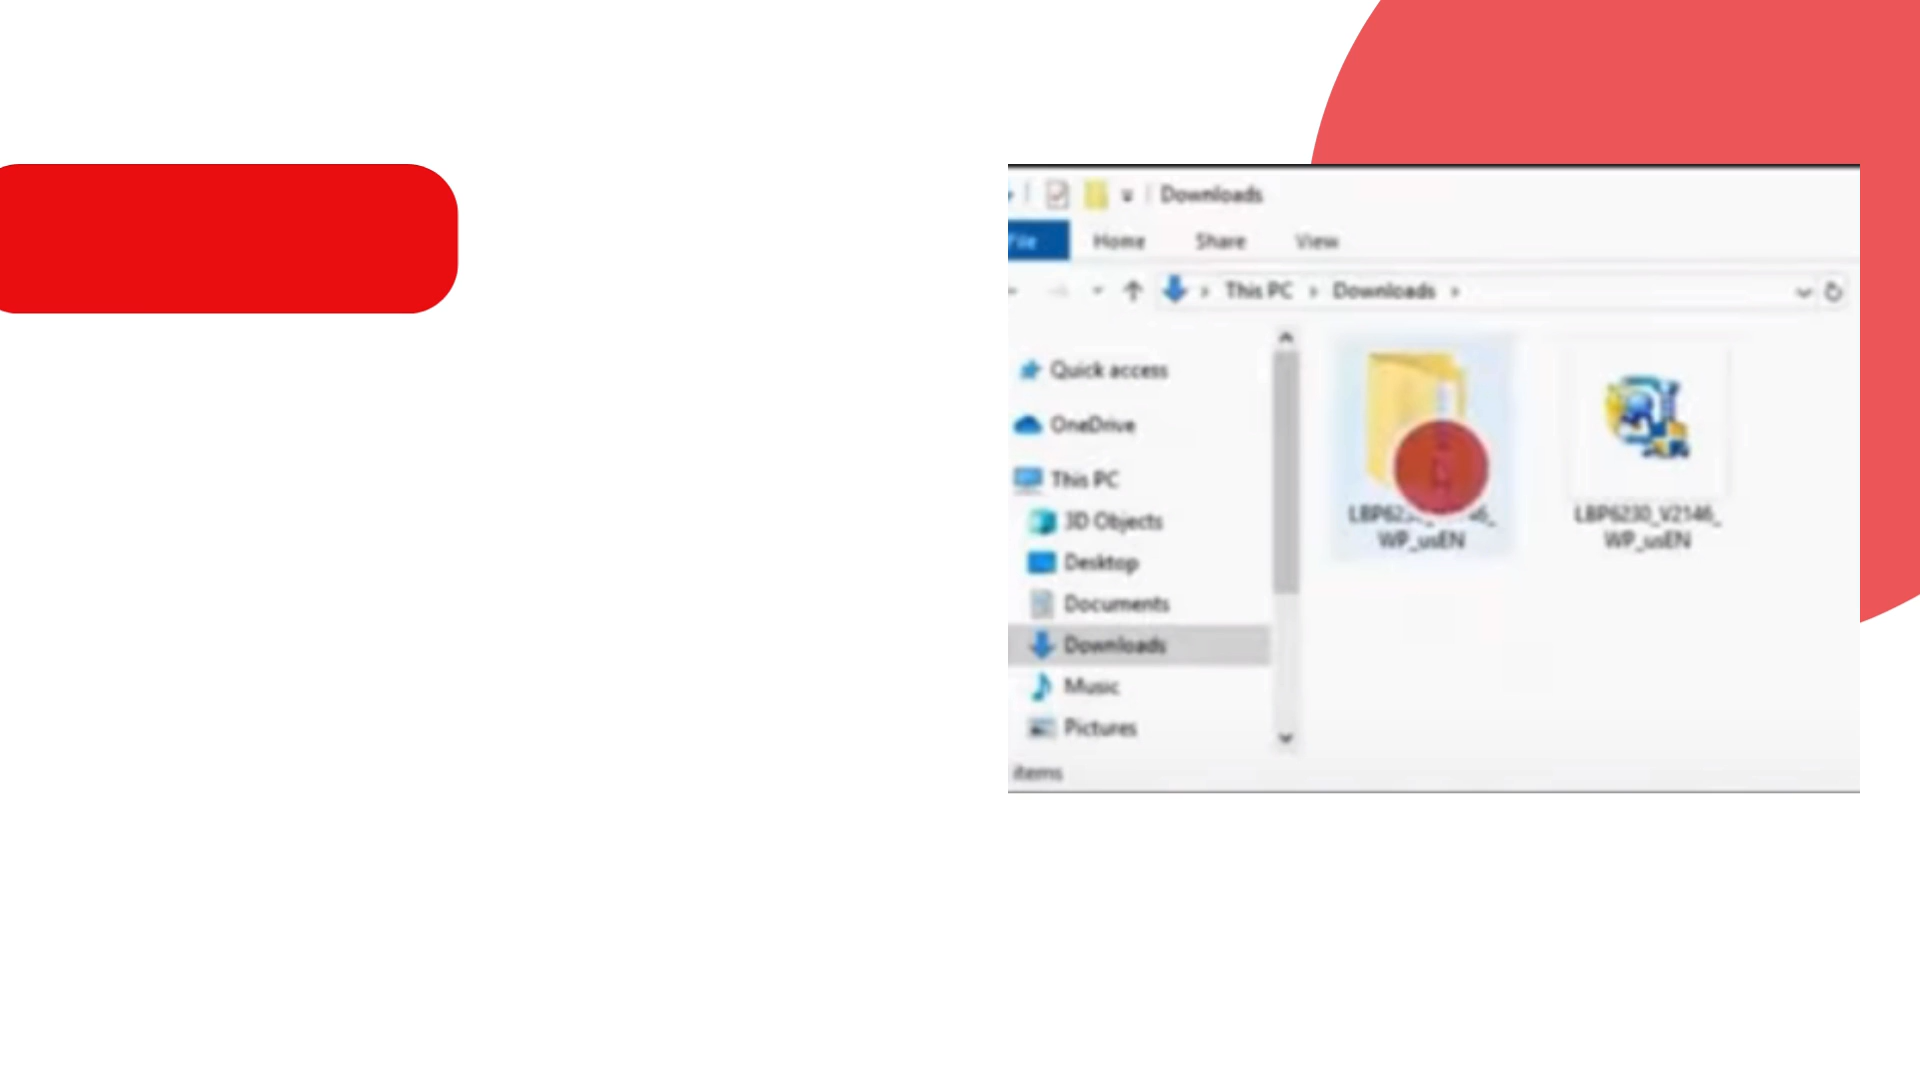 Downloads
File Home Share View
This PC Downloads
Quick access
OneDrive
This PC
3D Objects
Desktop
Documents
Downloads
Music
Pictures
WP_usEN
LBP6230_V2146_
WP_usEN
items